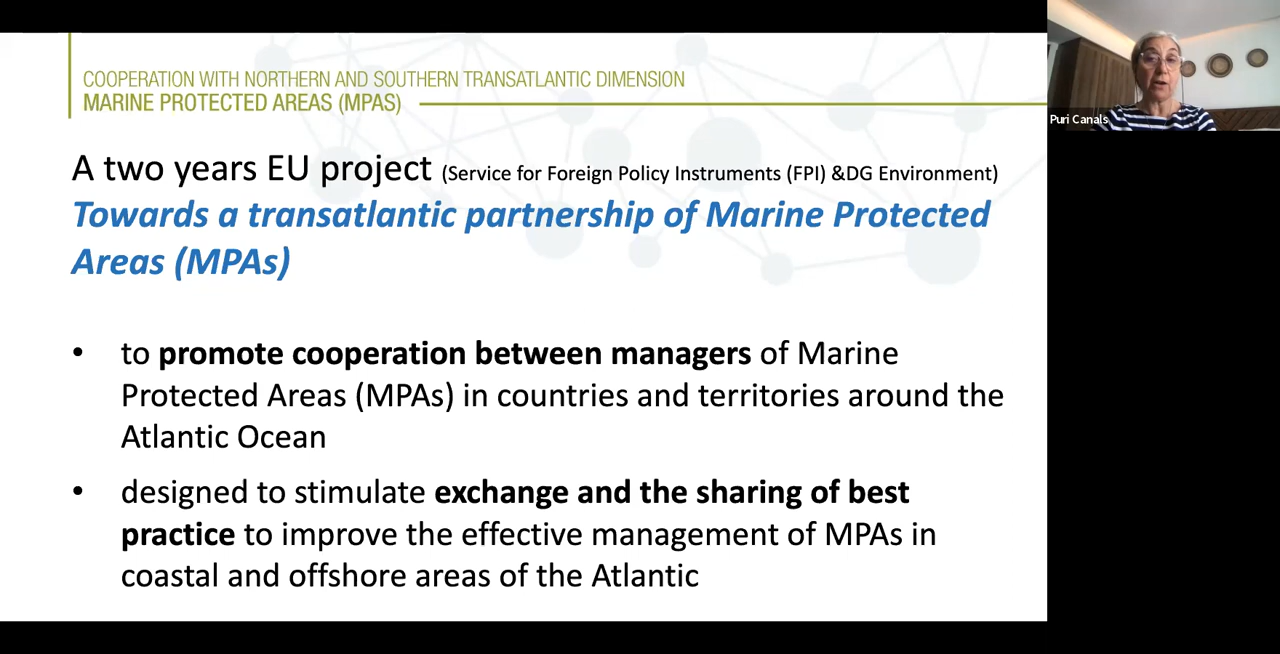 COOPERATION WITH NORTHERN AND SOUTHERN TRANSATLANTIC DIMENSION
MARINE PROTECTED AREAS (MPAS)
Puri Canals
A two years EU project (Service for Foreign Policy Instruments (FPI) &DG Environment)
Towards a transatlantic partnership of Marine Protected
Areas (MPAs)
• to promote cooperation between managers of Marine
Protected Areas (MPAs) in countries and territories around the
Atlantic Ocean
• designed to stimulate exchange and the sharing of best
practice to improve the effective management of MPAs in
coastal and offshore areas of the Atlantic